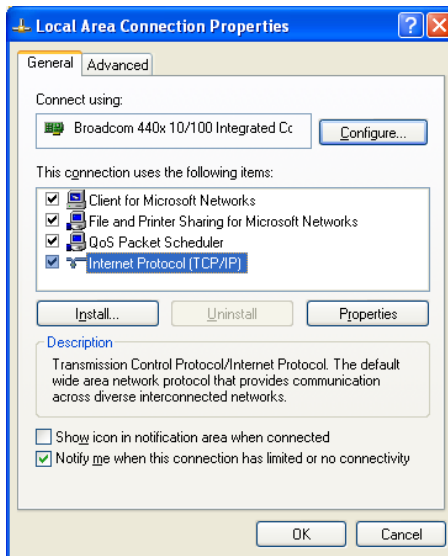 Local Area Connection Properties
General Advanced
Connect using:
Broadcom 440x 10/100 Integrated Cc
Configure...
This connection uses the following items:
Client for Microsoft Networks
File and Printer Sharing for Microsoft Networks
QoS Packet Scheduler
Internet Protocol (TCP/IP)
Install... Uninstall Properties
Description
Transmission Control Protocol/Internet Protocol. The default
wide area network protocol that provides communication
across diverse interconnected networks.
Show icon in notification area when connected
Notify me when this connection has limited or no connectivity
OK Cancel